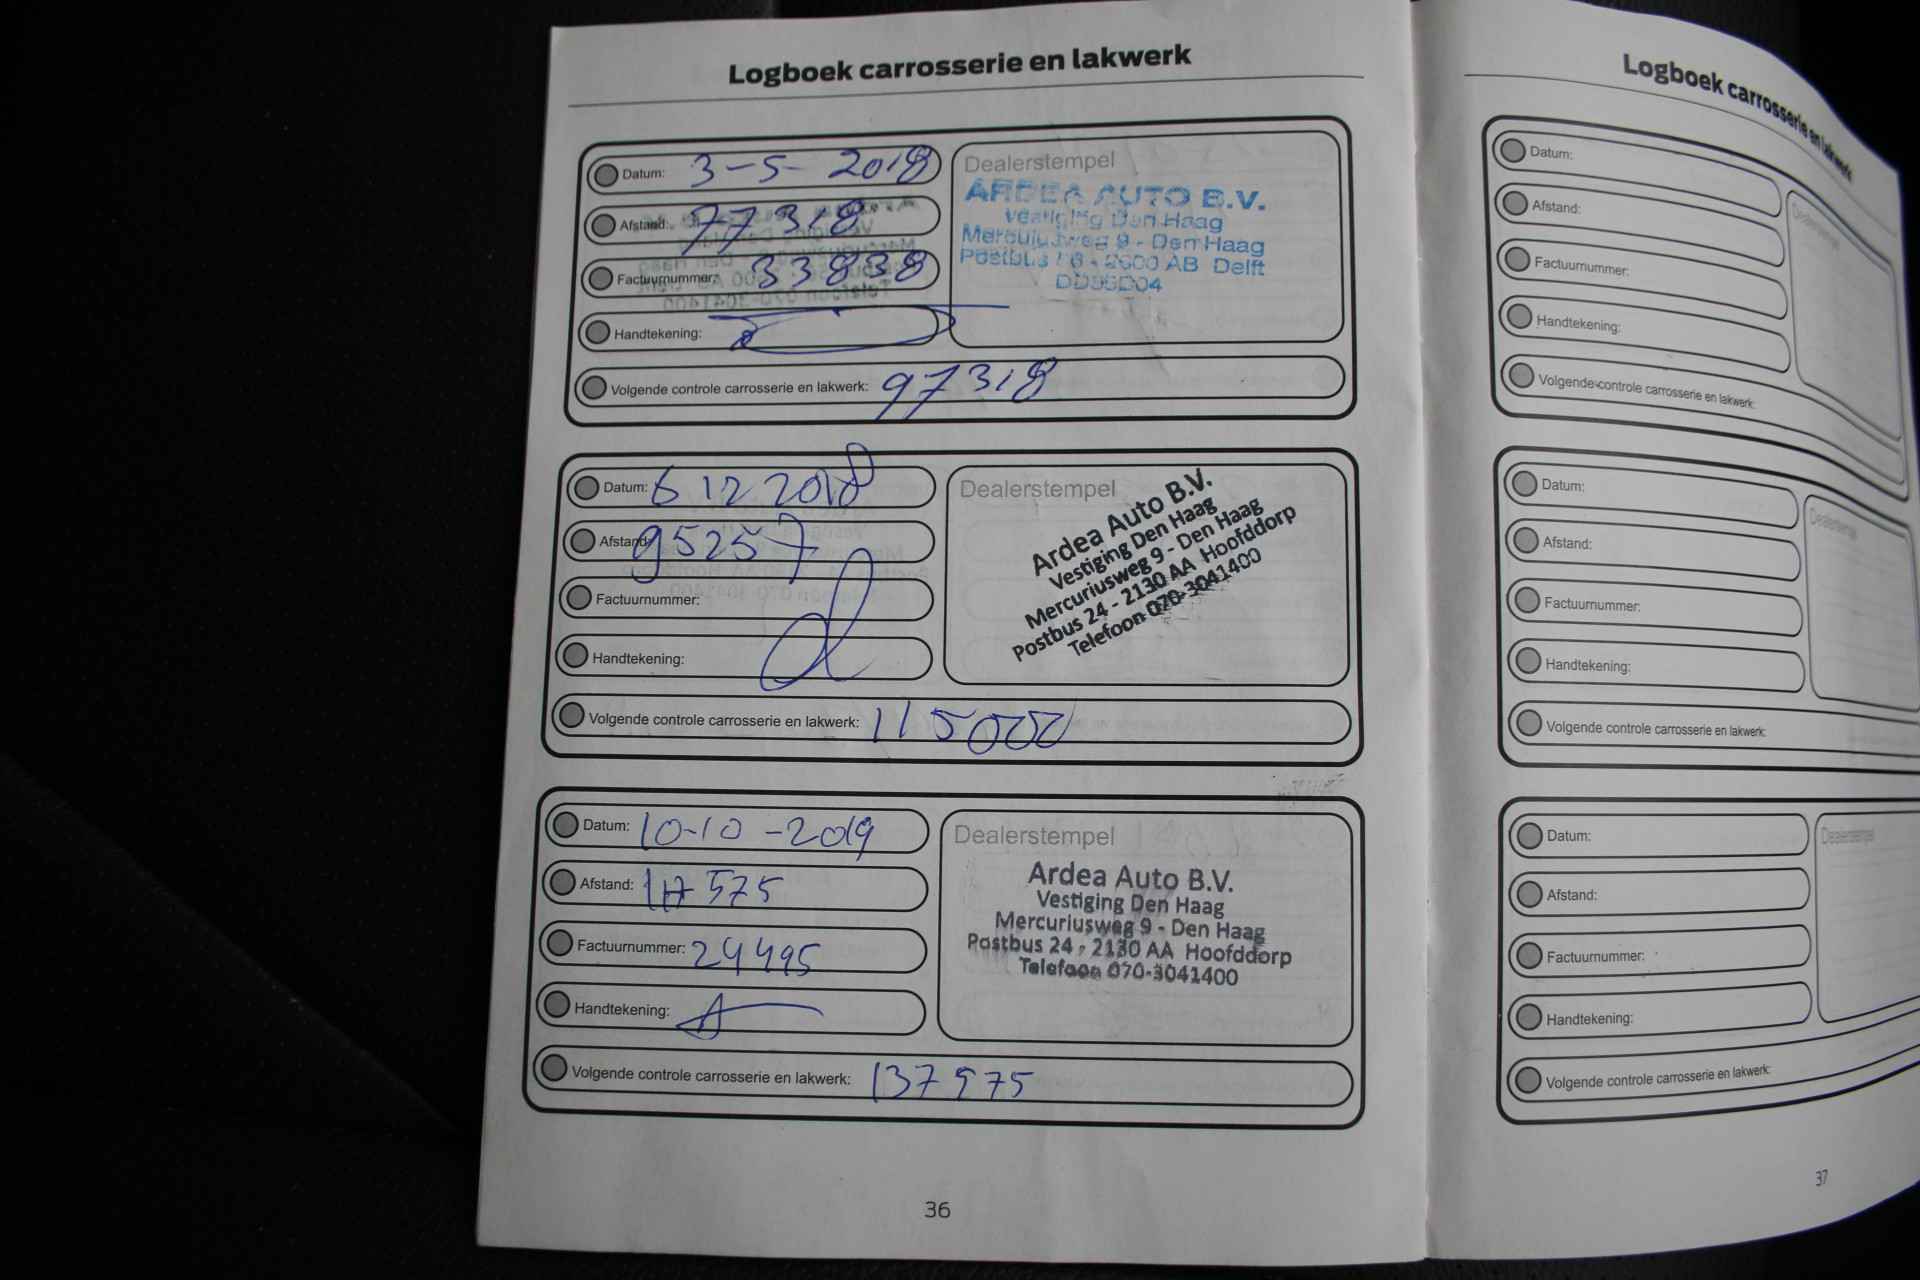 Logboek carrosserie en lakwerk
Datum: 3-5-2018
Afstand: 77318
Factuurnummer: 33838
Handtekening:
Volgende controle carrosserie en lakwerk: 97318
Dealerstempel
ARDEA AUTO B.V.
Vestiging Den Haag
Mercuriusweg 9 - Den Haag
AB Delft
Datum: 6 12 2018
Afstand: 95257
Factuurnummer:
Handtekening:
Volgende controle carrosserie en lakwerk: 115000
Dealerstempel
Ardea Auto B.V.
Vestiging Den Haag
Mercuriusweg 9 - Den Haag
Postbus 24 - 2130 AA Hoofddorp
Telefoon 070-3041400
Datum: 10-10-2019
Afstand:
Factuurnummer: 24495
Handtekening:
Volgende controle carrosserie en lakwerk:
Dealerstempel
Ardea Auto B.V.
Vestiging Den Haag
Mercuriusweg 9 - Den Haag
Postbus 24 - 2130 AA Hoofddorp
Telefoon 070-3041400
36
Logboek carrosserie en lakwerk
Datum:
Afstand:
Factuurnummer:
Handtekening:
Volgende controle carrosserie en lakwerk:
Dealerstempel
Datum:
Afstand:
Factuurnummer:
Handtekening:
Volgende controle carrosserie en lakwerk:
Dealerstempel
Datum:
Afstand:
Factuurnummer:
Handtekening:
Volgende controle carrosserie en lakwerk:
Dealerstempel
37